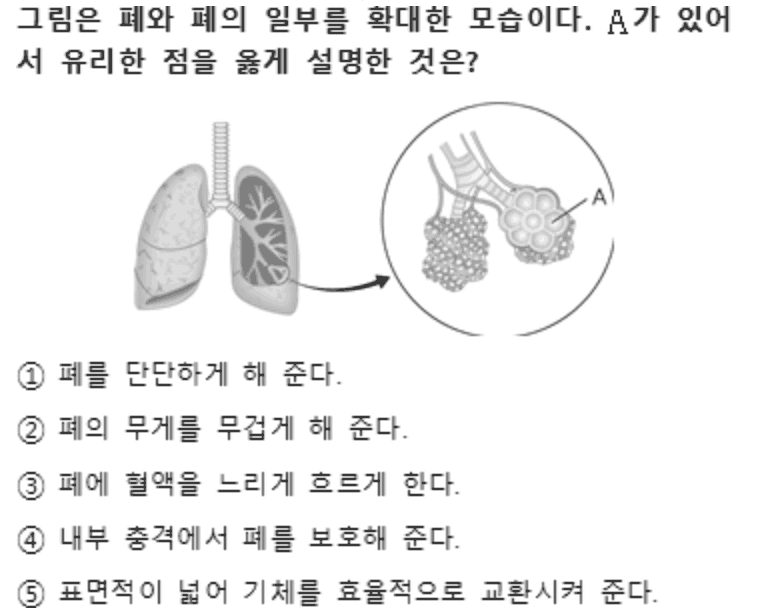 그림은 폐와 폐의 일부를 확대한 모습이다. A가 있어
서 유리한 점을 옳게 설명한 것은?
A
① 폐를 단단하게 해 준다.
② 폐의 무게를 무겁게 해 준다.
③ 폐에 혈액을 느리게 흐르게 한다.
④ 내부 충격에서 폐를 보호해 준다.
⑤ 표면적이 넓어 기체를 효율적으로 교환시켜 준다.